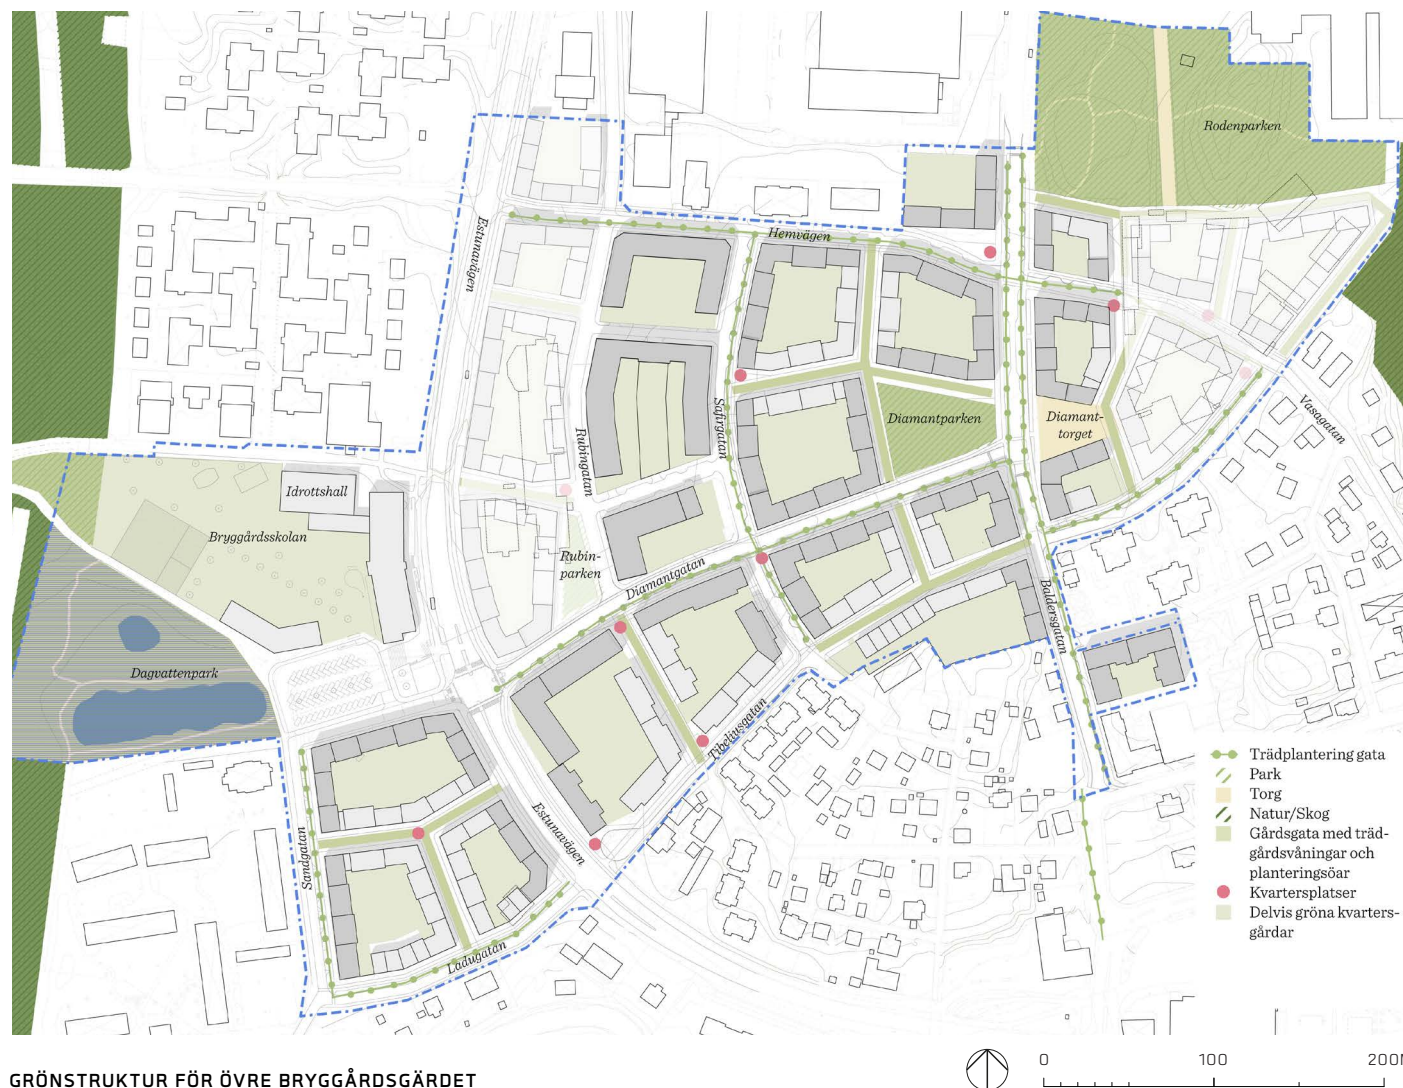 Rodenparken
Estunavägen
Hemvägen
Safirgatan
Diamantparken
Diamant-
torget
Vasagatan
Rubingatan
Idrottshall
Bryggårdsskolan
Rubin-
parken
Diamantgatan
Baldersgatan
Dagvattenpark
Tibeliusgatan
Estunavägen
Sandgatan
Ladugatan
Trädplantering gata
Park
Torg
Natur/Skog
Gårdsgata med träd-
gårdsvåningar och
planteringsöar
Kvartersplatser
Delvis gröna kvarters-
gårdar
GRÖNSTRUKTUR FÖR ÖVRE BRYGGÅRDSGÄRDET
0 100 200M